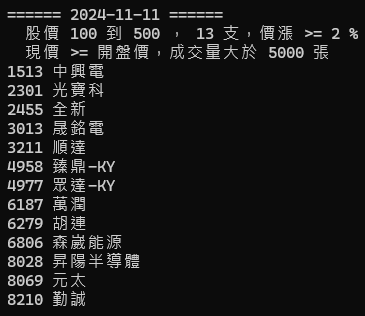 ====== 2024-11-11 ======
股價 100 到 500 , 13 支,價漲 >= 2 %
現價 >= 開盤價,成交量大於 5000 張
1513 中興電
2301 光寶科
2455 全新
3013 晟銘電
3211 順達
4958 臻鼎-KY
4977 眾達-KY
6187 萬潤
6279 胡連
6806 森崴能源
8028 昇陽半導體
8069 元太
8210 勤誠